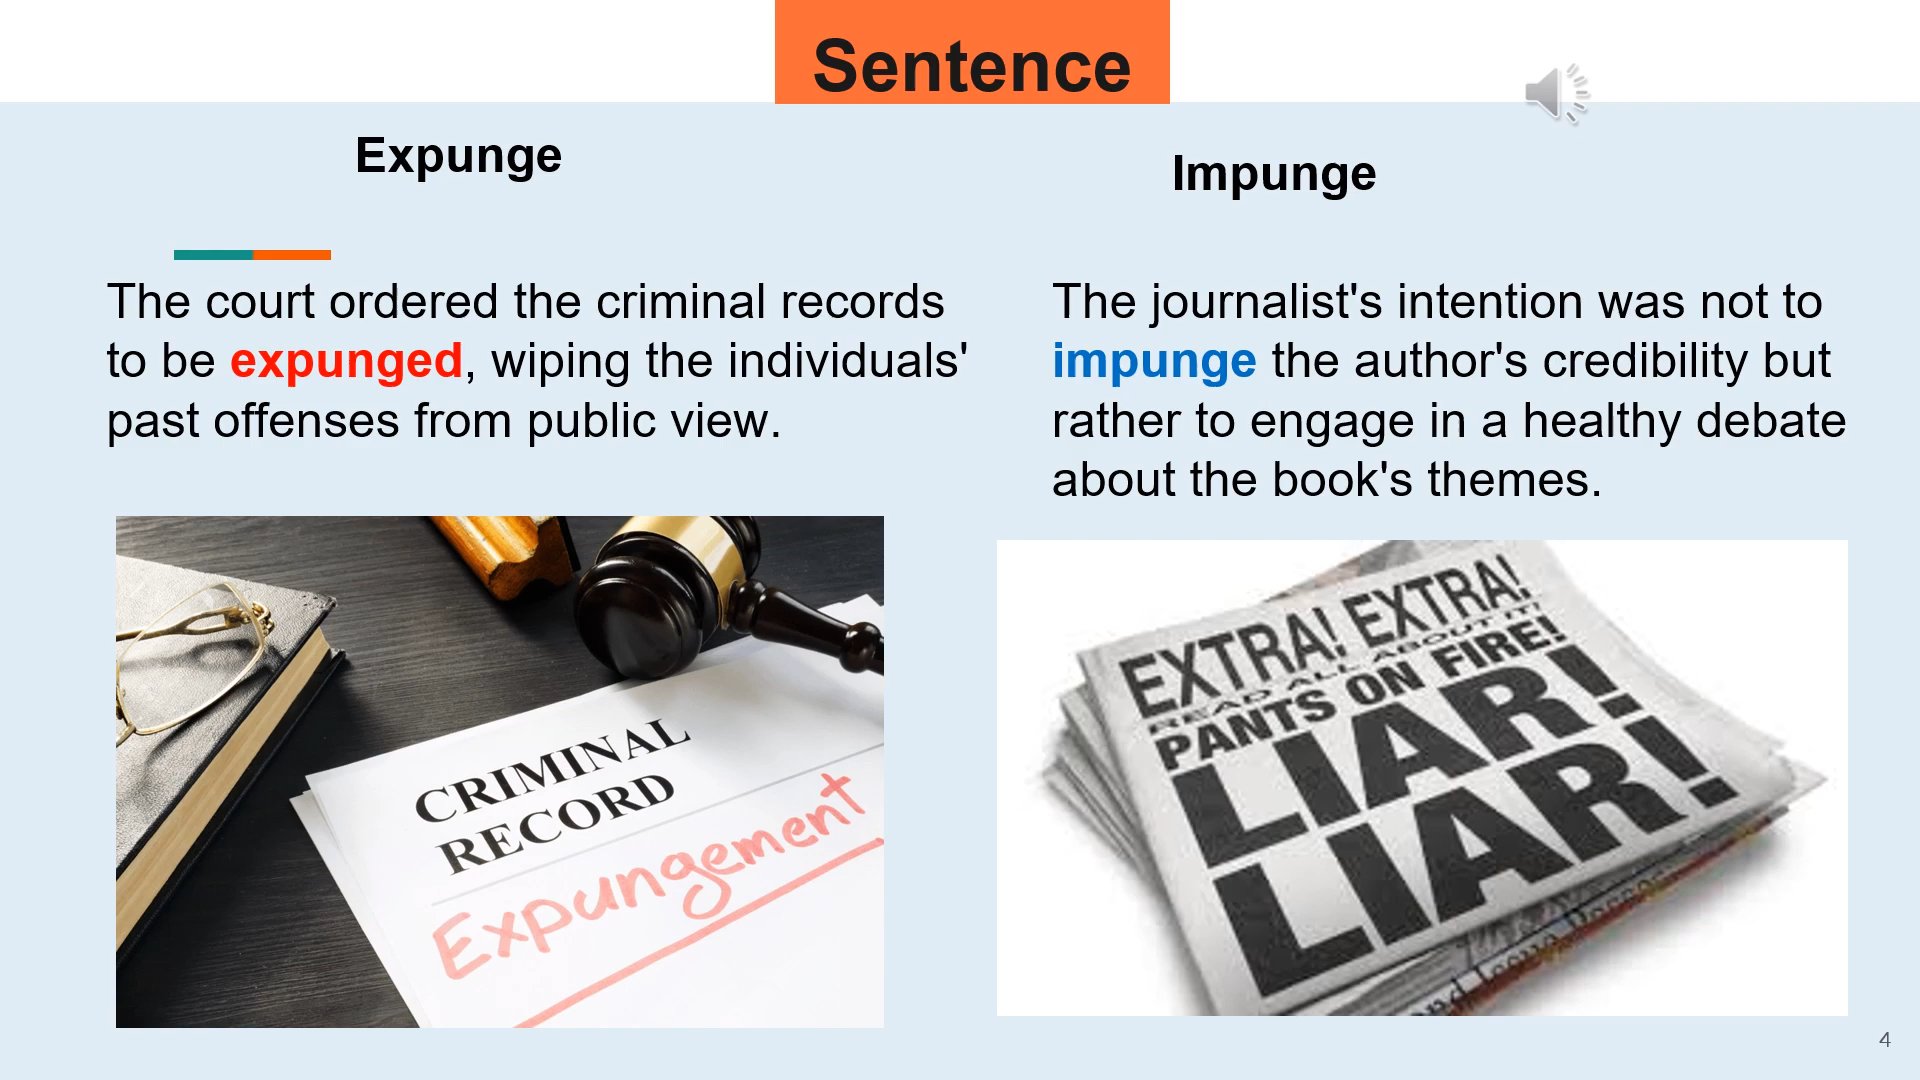 Sentence
Expunge
The court ordered the criminal records
to be expunged, wiping the individuals'
past offenses from public view.
CRIMINAL
RECORD
Expungement
Impunge
The journalist's intention was not to
impunge the author's credibility but
rather to engage in a healthy debate
about the book's themes.
EXTRA! EXTRA!
READ ALL ABOUT IT!
PANTS ON FIRE!
LIAR!
LIAR!
4